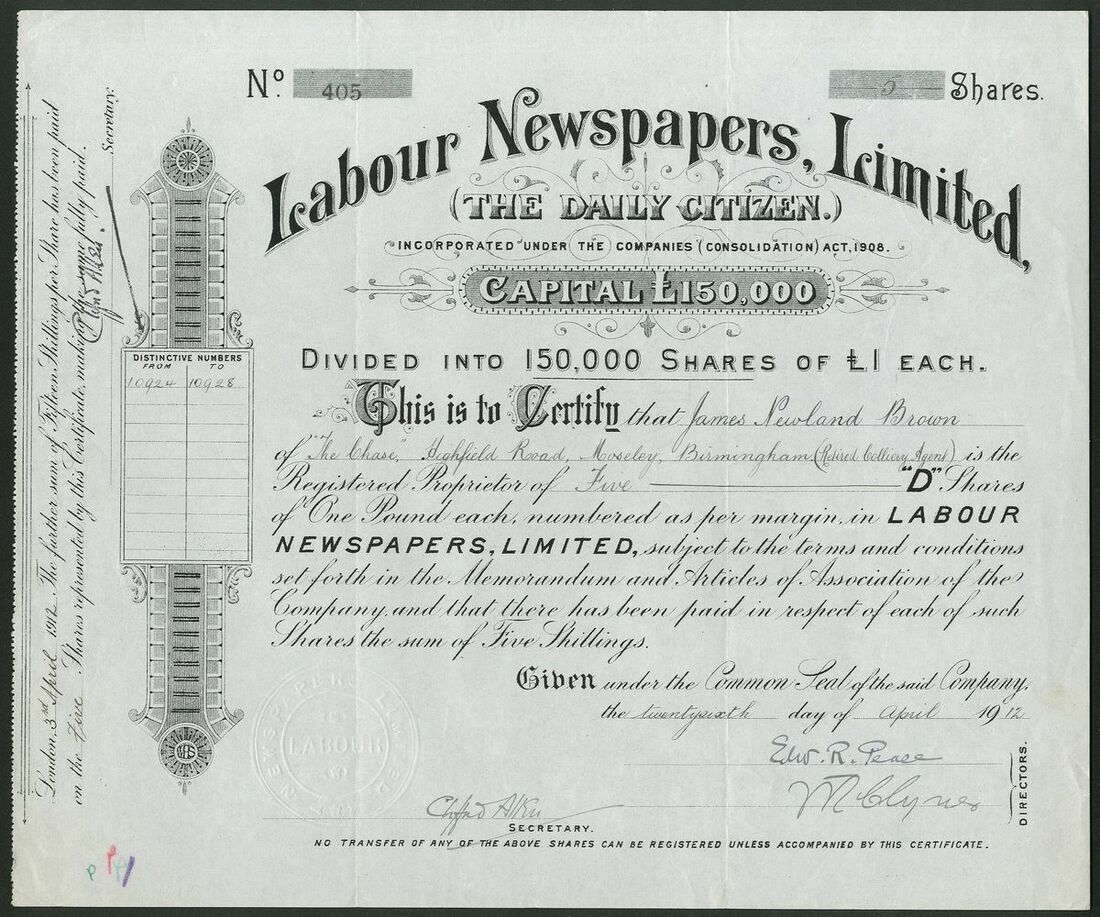 Nº 405
5 Shares.
Labour Newspapers, Limited,
(THE DAILY CITIZEN.)
INCORPORATED UNDER THE COMPANIES (CONSOLIDATION) ACT, 1908.
CAPITAL £150,000
DIVIDED INTO 150,000 SHARES OF £1 EACH.
This is to Certify that James Newland Brown
of "The Chase", Highfield Road, Moseley, Birmingham (Retired Colliery Agent) is the
Registered Proprietor of Five "D" Shares
of One Pound each, numbered as per margin, in LABOUR
NEWSPAPERS, LIMITED, subject to the terms and conditions
set forth in the Memorandum and Articles of Association of the
Company, and that there has been paid in respect of each of such
Shares the sum of Five Shillings.
Given under the Common Seal of the said Company,
the twentysixth day of April 1912
Edw. R. Pease
DIRECTORS.
SECRETARY.
NO TRANSFER OF ANY OF THE ABOVE SHARES CAN BE REGISTERED UNLESS ACCOMPANIED BY THIS CERTIFICATE.
DISTINCTIVE NUMBERS
FROM TO
10924 10928
London, 3rd April 1912. The further sum of Fifteen Shillings per Share has been paid
on the Five Shares represented by this Certificate, making the same fully paid.
Secretary.
LABOUR